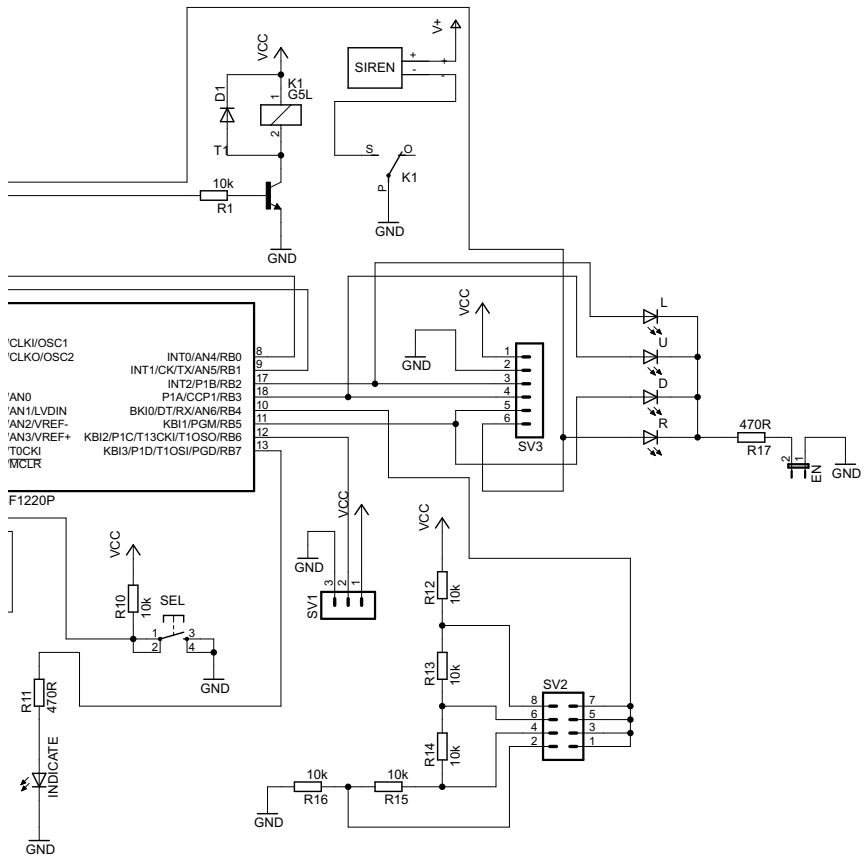 V+
VCC
SIREN
+
+
-
-
D1
K1
G5L
1
2
T1
S
O
K1
P
10k
R1
GND
GND
/CLKI/OSC1
/CLKO/OSC2
/AN0
/AN1/LVDIN
/AN2/VREF-
/AN3/VREF+
/T0CKI
/MCLR
INT0/AN4/RB0
INT1/CK/TX/AN5/RB1
INT2/P1B/RB2
P1A/CCP1/RB3
BKI0/DT/RX/AN6/RB4
KBI1/PGM/RB5
KBI2/P1C/T13CKI/T1OSO/RB6
KBI3/P1D/T1OSI/PGD/RB7
8
9
17
18
10
11
12
13
F1220P
VCC
GND
1
2
3
4
5
6
SV3
L
U
D
R
470R
R17
2
1
EN
GND
VCC
GND
3
2
1
SV1
VCC
R10
10k
SEL
1
2
3
4
GND
R11
470R
INDICATE
GND
VCC
R12
10k
R13
10k
R14
10k
SV2
8
6
4
2
7
5
3
1
10k
R16
10k
R15
GND